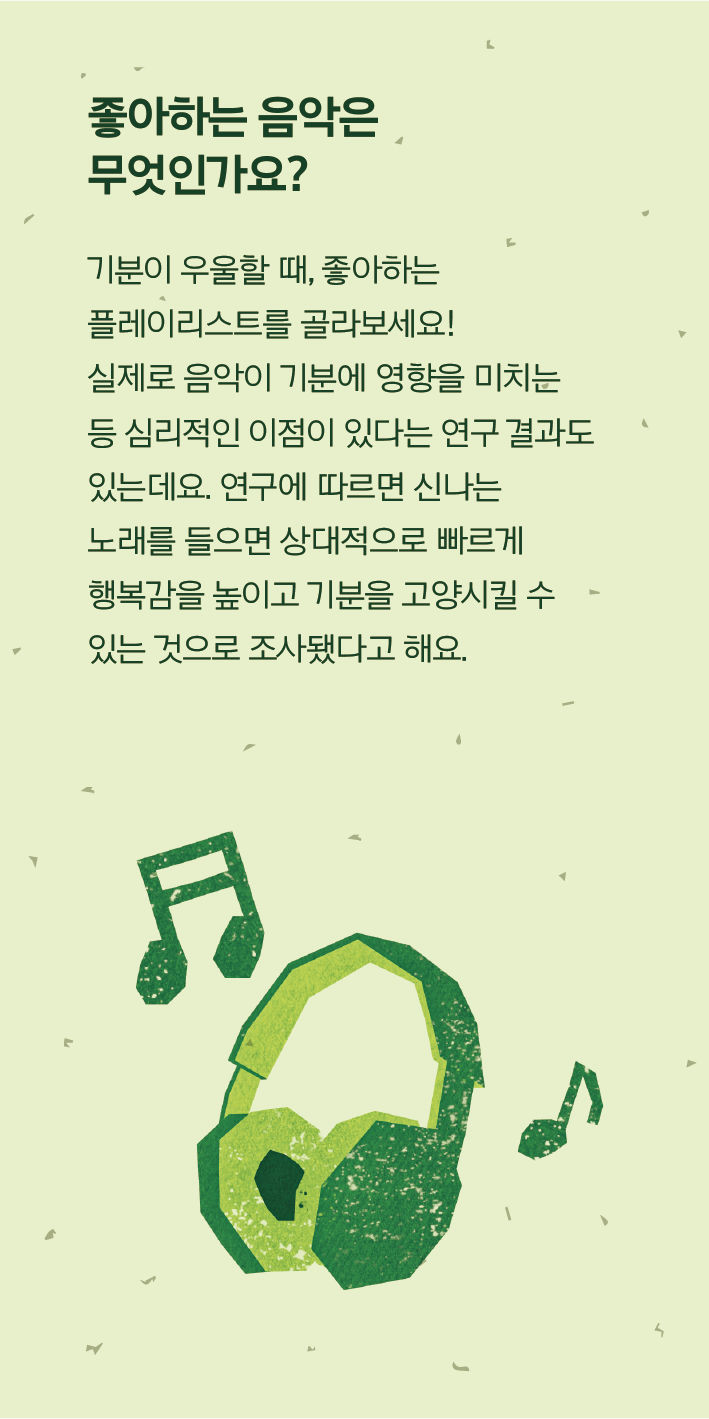 좋아하는 음악은
무엇인가요?
기분이 우울할 때, 좋아하는
플레이리스트를 골라보세요!
실제로 음악이 기분에 영향을 미치는
등 심리적인 이점이 있다는 연구 결과도
있는데요. 연구에 따르면 신나는
노래를 들으면 상대적으로 빠르게
행복감을 높이고 기분을 고양시킬 수
있는 것으로 조사됐다고 해요.